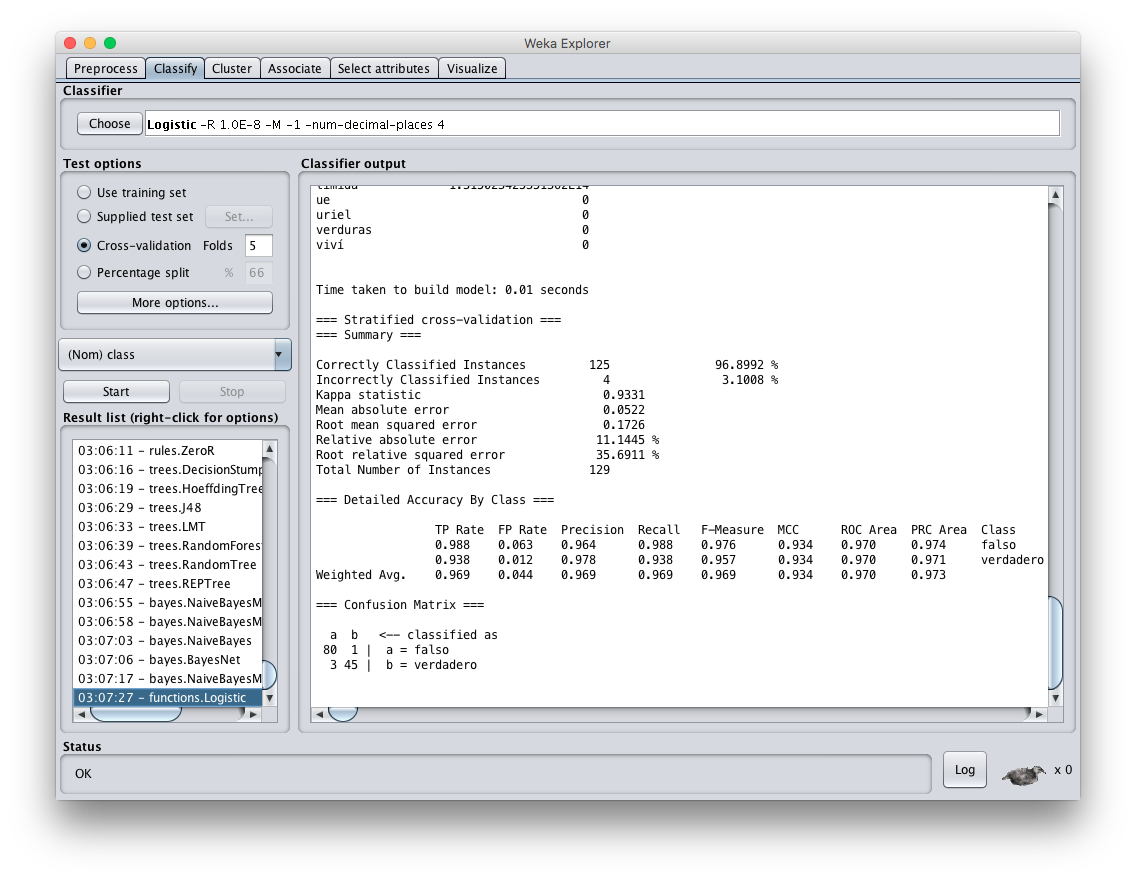 Weka Explorer
Preprocess Classify Cluster Associate Select attributes Visualize
Classifier
Choose Logistic -R 1.0E-8 -M -1 -num-decimal-places 4
Test options
Use training set
Supplied test set Set...
Cross-validation Folds 5
Percentage split % 66
More options...
(Nom) class
Start Stop
Result list (right-click for options)
03:06:11 - rules.ZeroR
03:06:16 - trees.DecisionStump
03:06:19 - trees.HoeffdingTree
03:06:29 - trees.J48
03:06:33 - trees.LMT
03:06:39 - trees.RandomFores
03:06:43 - trees.RandomTree
03:06:47 - trees.REPTree
03:06:55 - bayes.NaiveBayesM
03:06:58 - bayes.NaiveBayesM
03:07:03 - bayes.NaiveBayes
03:07:06 - bayes.BayesNet
03:07:17 - bayes.NaiveBayesM
03:07:27 - functions.Logistic
Classifier output
ue 0
uriel 0
verduras 0
viví 0
Time taken to build model: 0.01 seconds
=== Stratified cross-validation ===
=== Summary ===
Correctly Classified Instances 125 96.8992 %
Incorrectly Classified Instances 4 3.1008 %
Kappa statistic 0.9331
Mean absolute error 0.0522
Root mean squared error 0.1726
Relative absolute error 11.1445 %
Root relative squared error 35.6911 %
Total Number of Instances 129
=== Detailed Accuracy By Class ===
TP Rate FP Rate Precision Recall F-Measure MCC ROC Area PRC Area Class
0.988 0.063 0.964 0.988 0.976 0.934 0.970 0.974 falso
0.938 0.012 0.978 0.938 0.957 0.934 0.970 0.971 verdadero
Weighted Avg. 0.969 0.044 0.969 0.969 0.969 0.934 0.970 0.973
=== Confusion Matrix ===
a b <-- classified as
80 1 | a = falso
3 45 | b = verdadero
Status
OK
Log x 0